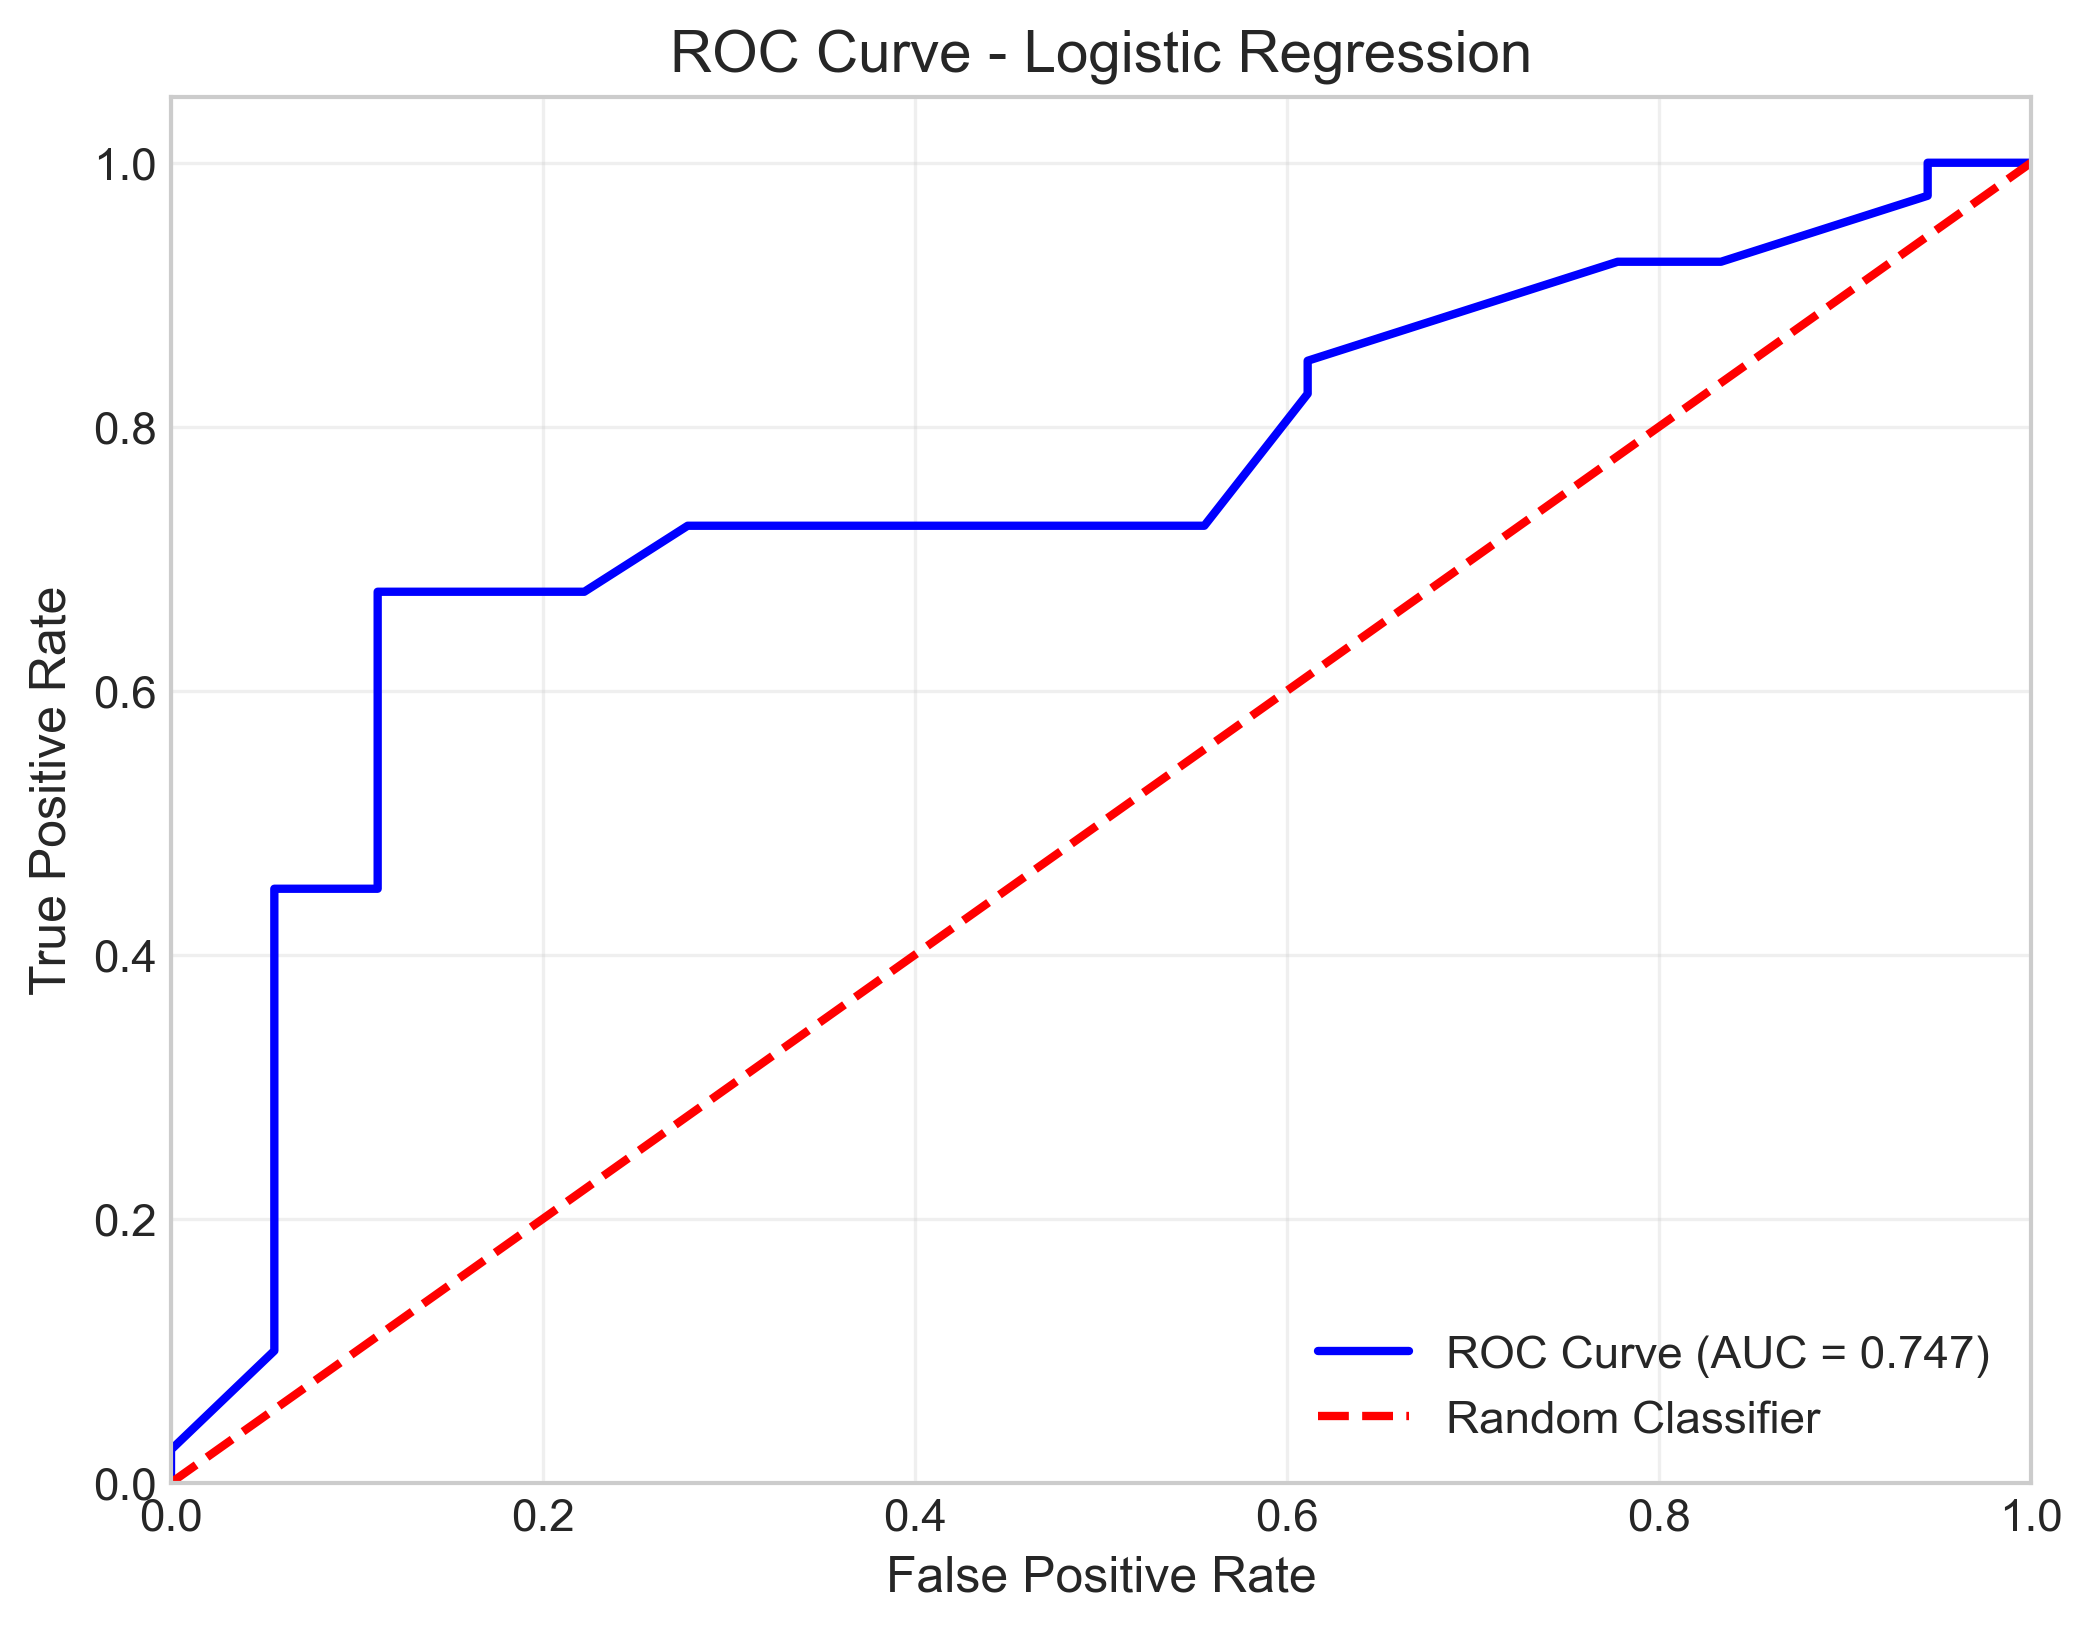 ROC Curve - Logistic Regression
True Positive Rate
1.0
0.8
0.6
0.4
0.2
0.0
0.0 0.2 0.4 0.6 0.8 1.0
False Positive Rate
ROC Curve (AUC = 0.747)
Random Classifier